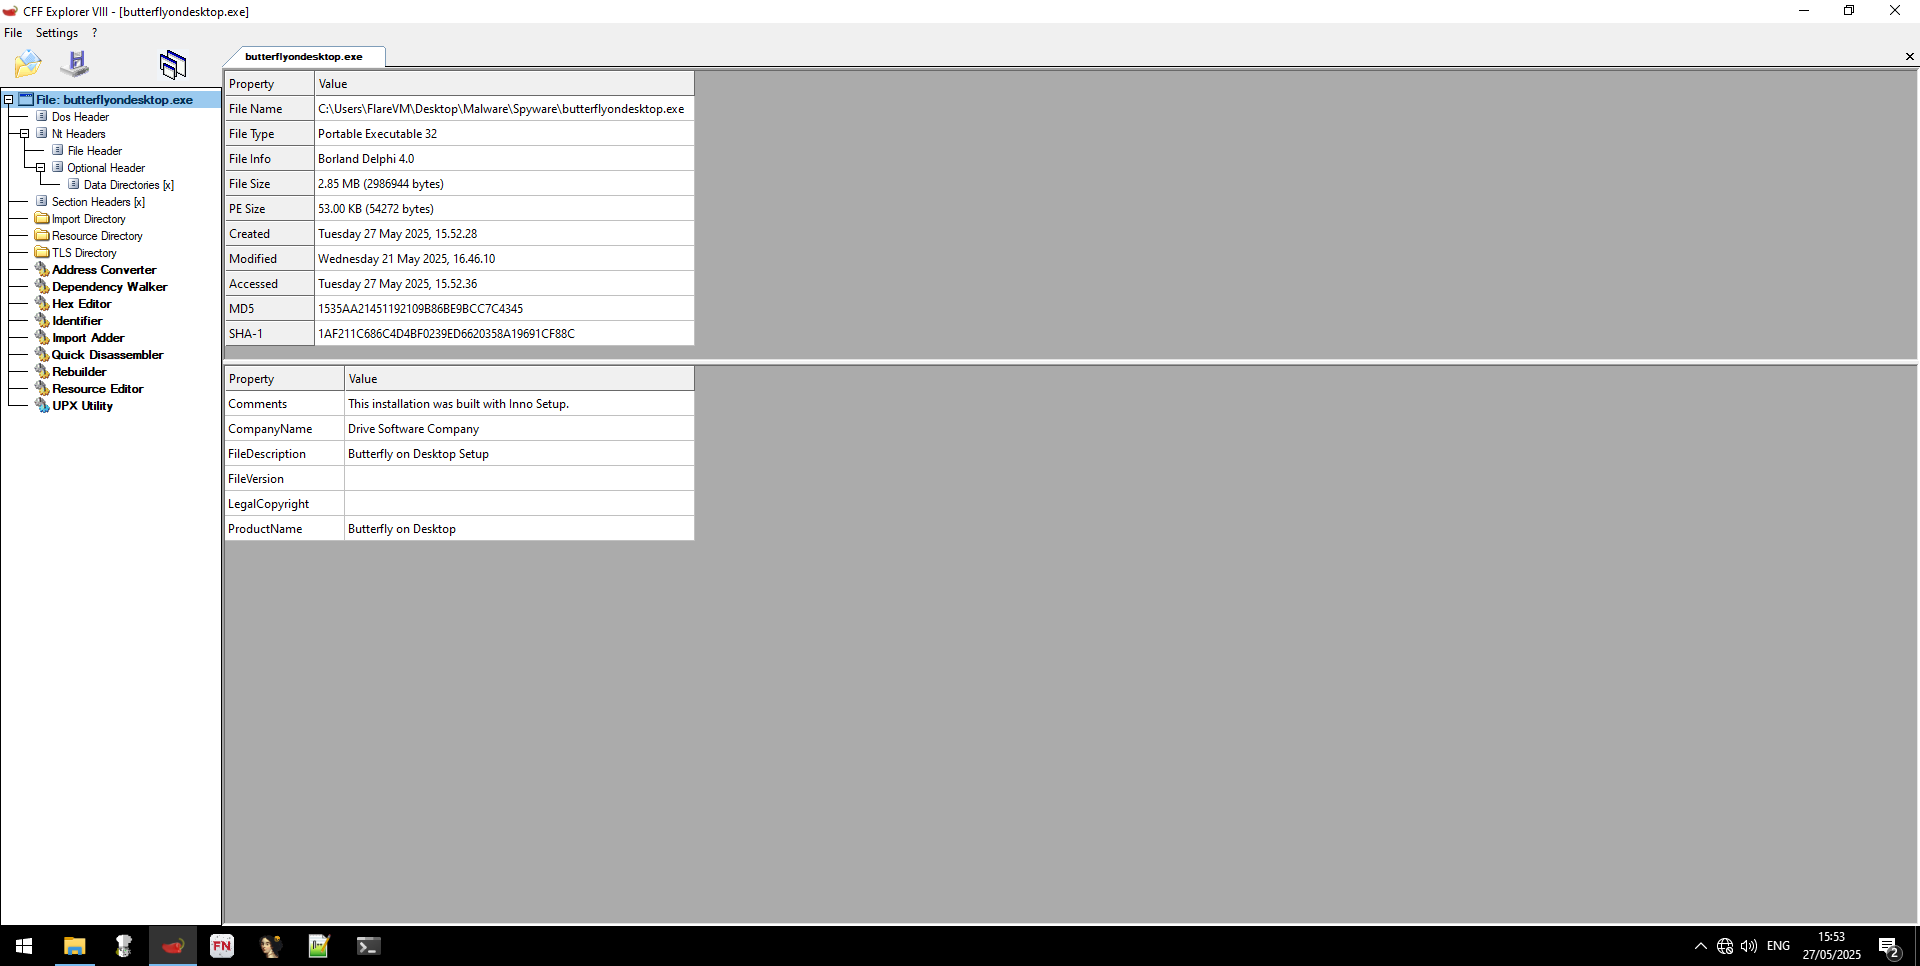 CFF Explorer VIII - [butterflyondesktop.exe]
File Settings ?
butterflyondesktop.exe
File: butterflyondesktop.exe
Dos Header
Nt Headers
File Header
Optional Header
Data Directories [x]
Section Headers [x]
Import Directory
Resource Directory
TLS Directory
Address Converter
Dependency Walker
Hex Editor
Identifier
Import Adder
Quick Disassembler
Rebuilder
Resource Editor
UPX Utility
Property Value
File Name C:\Users\FlareVM\Desktop\Malware\Spyware\butterflyondesktop.exe
File Type Portable Executable 32
File Info Borland Delphi 4.0
File Size 2.85 MB (2986944 bytes)
PE Size 53.00 KB (54272 bytes)
Created Tuesday 27 May 2025, 15.52.28
Modified Wednesday 21 May 2025, 16.46.10
Accessed Tuesday 27 May 2025, 15.52.36
MD5 1535AA21451192109B86BE9BCC7C4345
SHA-1 1AF211C686C4D4BF0239ED6620358A19691CF88C
Property Value
Comments This installation was built with Inno Setup.
CompanyName Drive Software Company
FileDescription Butterfly on Desktop Setup
FileVersion
LegalCopyright
ProductName Butterfly on Desktop
FN
ENG
15:53
27/05/2025
2